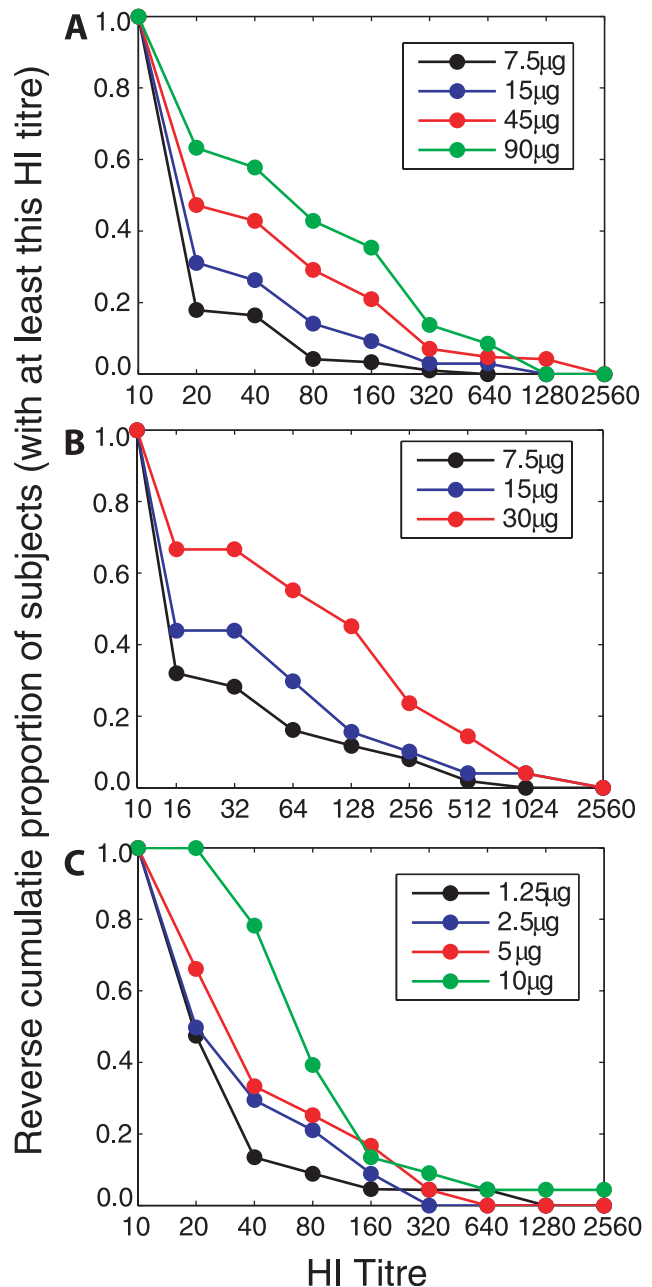 Reverse cumulatie proportion of subjects (with at least this HI titre)
A
1.0
0.8
0.6
0.4
0.2
0.0
7.5µg
15µg
45µg
90µg
10 20 40 80 160 320 640 1280 2560
B
1.0
0.8
0.6
0.4
0.2
0.0
7.5µg
15µg
30µg
10 16 32 64 128 256 512 1024 2560
C
1.0
0.8
0.6
0.4
0.2
0.0
1.25µg
2.5µg
5µg
10µg
10 20 40 80 160 320 640 1280 2560
HI Titre